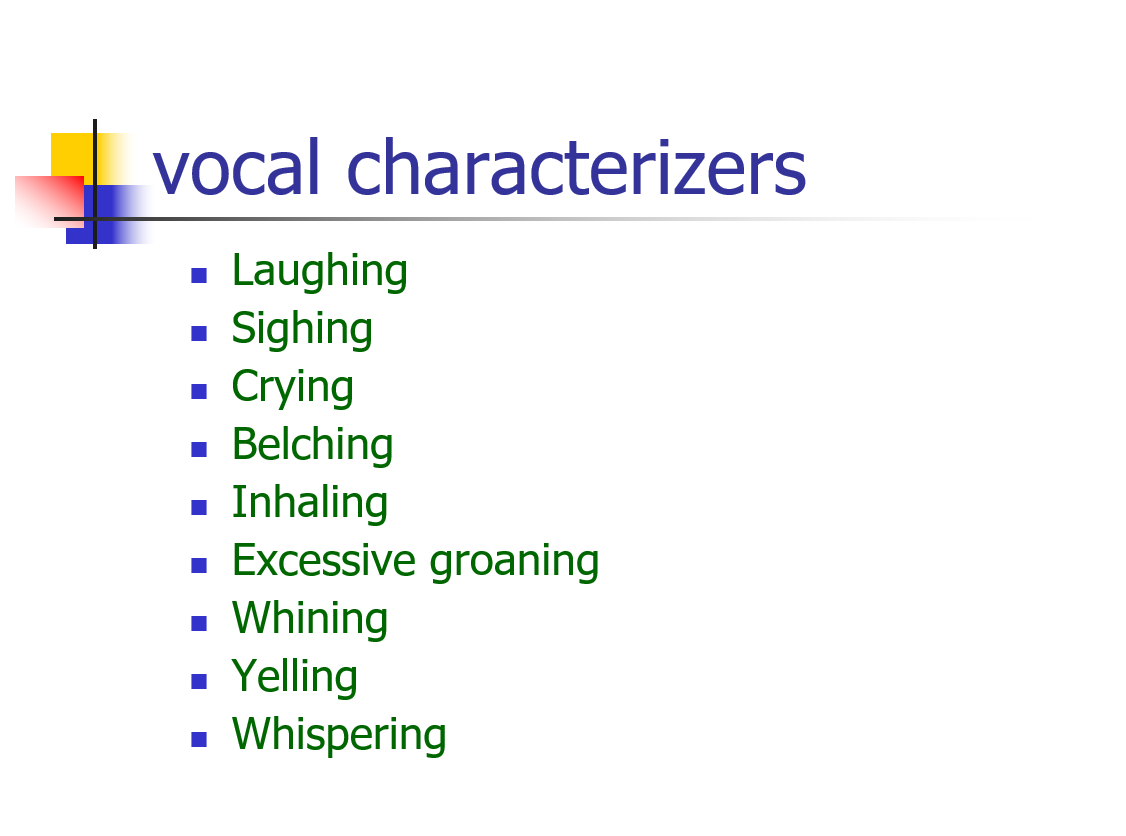 vocal characterizers
Laughing
Sighing
Crying
Belching
Inhaling
Excessive groaning
Whining
Yelling
Whispering